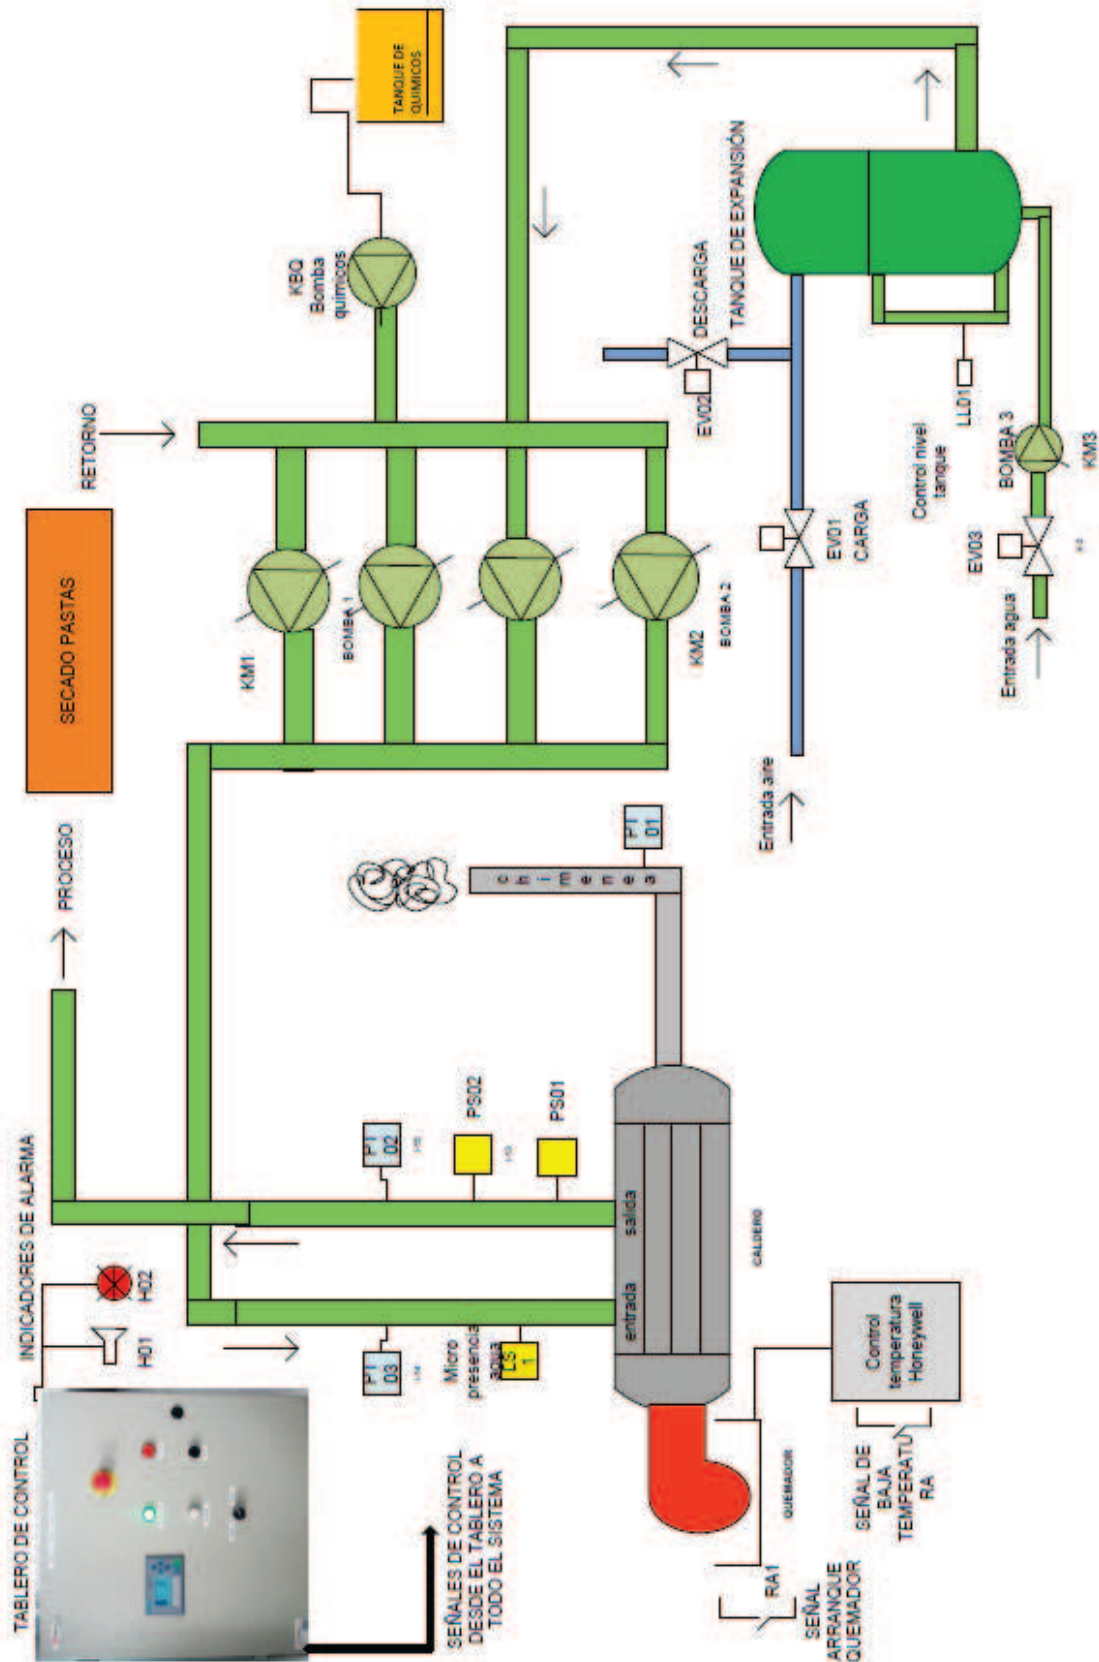 TABLERO DE CONTROL
INDICADORES DE ALARMA
H01
H02
PROCESO
SECADO PASTAS
RETORNO
KBQ
Bomba
químicos
TANQUE DE
QUIMICOS
KM1
BOMBA 1
KM2
BOMBA 2
SEÑALES DE CONTROL
DESDE EL TABLERO A
TODO EL SISTEMA
PT
03
Micro
presencia
agua
LS
1
PT
02
PS02
PS01
entrada
salida
CALDERO
chimenea
PT
01
QUEMADOR
RA1
SEÑAL
ARRANQUE
QUEMADOR
SEÑAL DE
BAJA
TEMPERATU
RA
Control
temperatura
Honeywell
Entrada aire
EV01
CARGA
EV02
DESCARGA
TANQUE DE EXPANSIÓN
Control nivel
tanque
LL01
BOMBA 3
KM3
EV03
Entrada agua